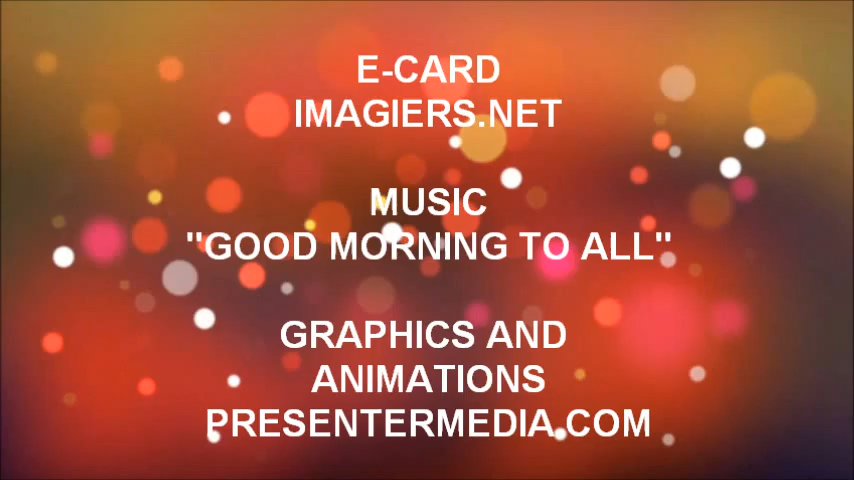 E-CARD
IMAGIERS.NET
MUSIC
"GOOD MORNING TO ALL"
GRAPHICS AND
ANIMATIONS
PRESENTERMEDIA.COM